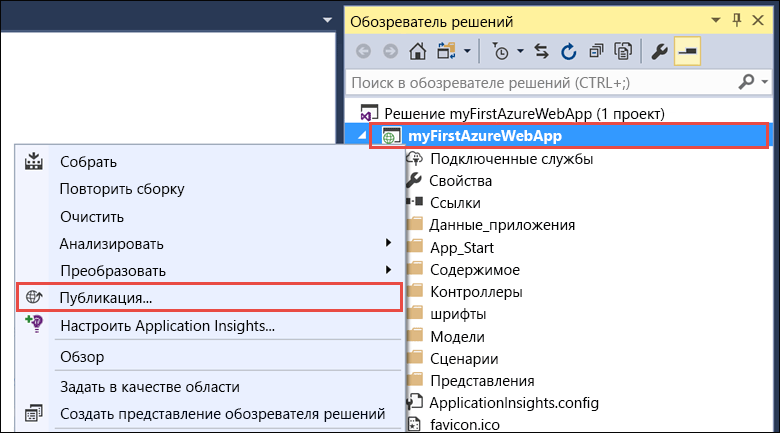 Обозреватель решений
Поиск в обозревателе решений (CTRL+;)
Решение myFirstAzureWebApp (1 проект)
myFirstAzureWebApp
Подключенные службы
Свойства
Ссылки
Данные_приложения
App_Start
Содержимое
Контроллеры
шрифты
Модели
Сценарии
Представления
ApplicationInsights.config
favicon.ico
Собрать
Повторить сборку
Очистить
Анализировать
Преобразовать
Публикация...
Настроить Application Insights...
Обзор
Задать в качестве области
Создать представление обозревателя решений